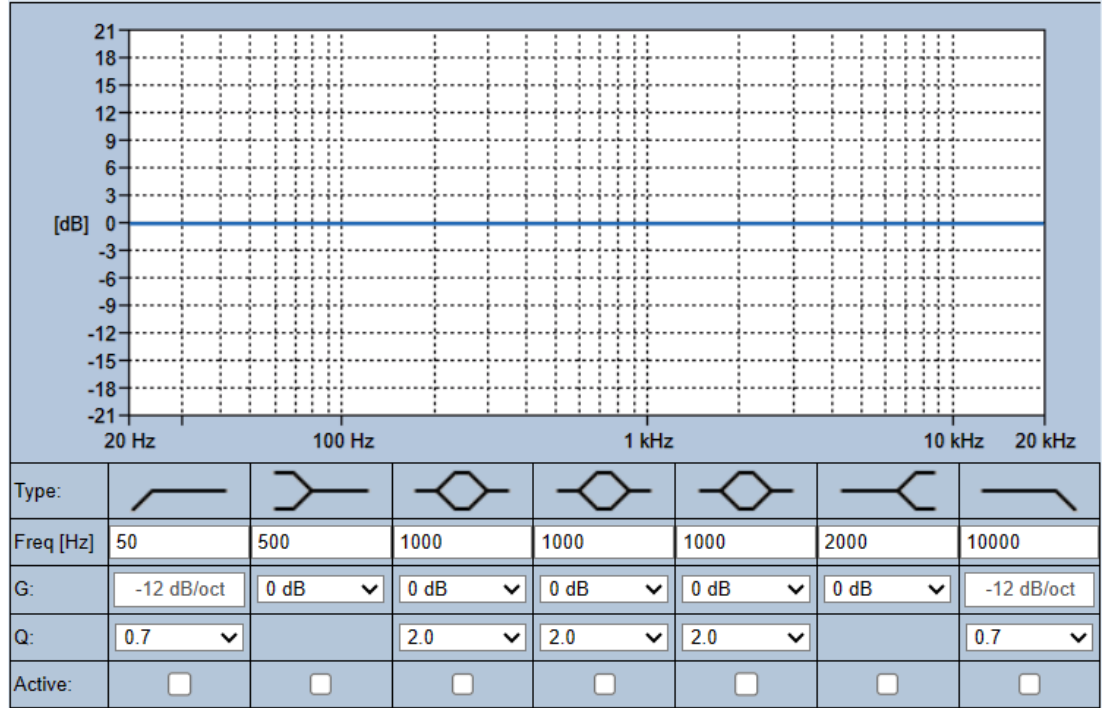 21
18
15
12
9
6
3
[dB] 0
-3
-6
-9
-12
-15
-18
-21
20 Hz 100 Hz 1 kHz 10 kHz 20 kHz
Type:
Freq [Hz] 50 500 1000 1000 1000 2000 10000
G: -12 dB/oct 0 dB 0 dB 0 dB 0 dB 0 dB -12 dB/oct
Q: 0.7 2.0 2.0 2.0 0.7
Active: